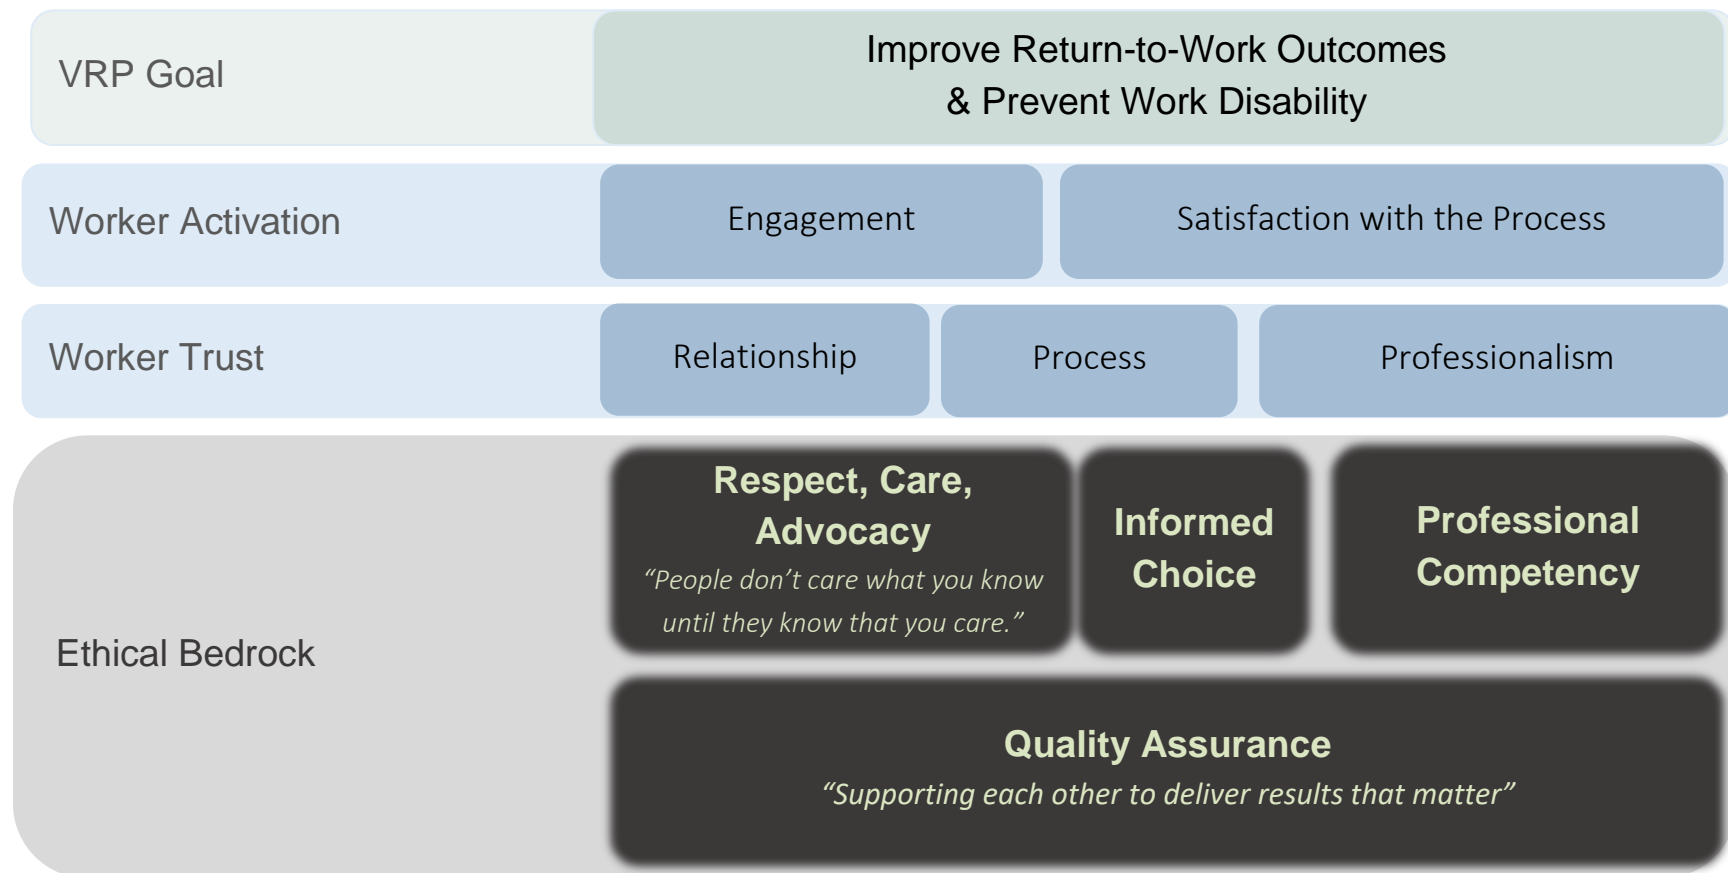 VRP Goal
Improve Return-to-Work Outcomes
& Prevent Work Disability
Worker Activation
Engagement
Satisfaction with the Process
Worker Trust
Relationship
Process
Professionalism
Ethical Bedrock
Respect, Care,
Advocacy
“People don’t care what you know
until they know that you care.”
Informed
Choice
Professional
Competency
Quality Assurance
“Supporting each other to deliver results that matter”